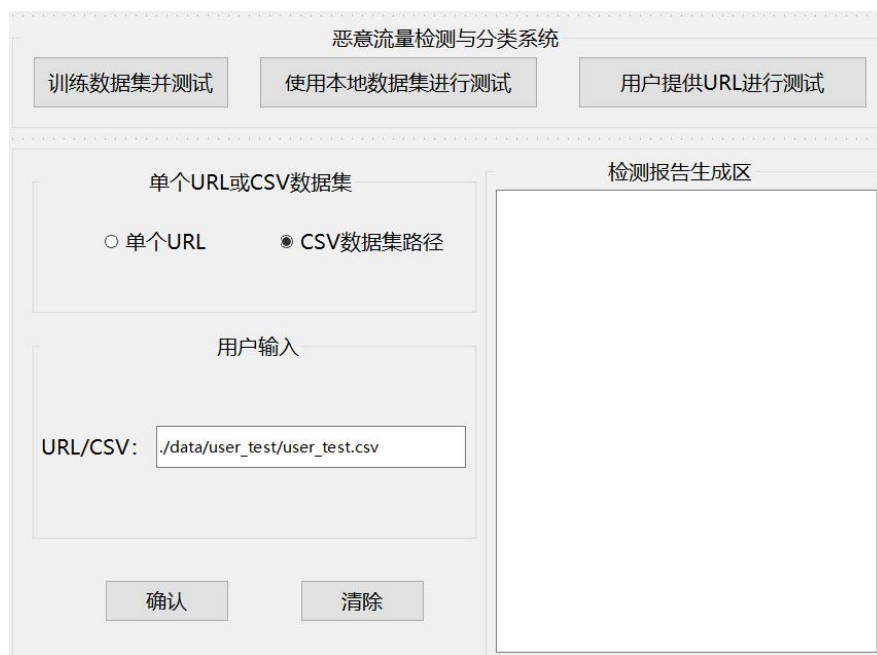 恶意流量检测与分类系统
训练数据集并测试
使用本地数据集进行测试
用户提供URL进行测试
单个URL或CSV数据集
单个URL
CSV数据集路径
用户输入
URL/CSV：
./data/user_test/user_test.csv
确认
清除
检测报告生成区